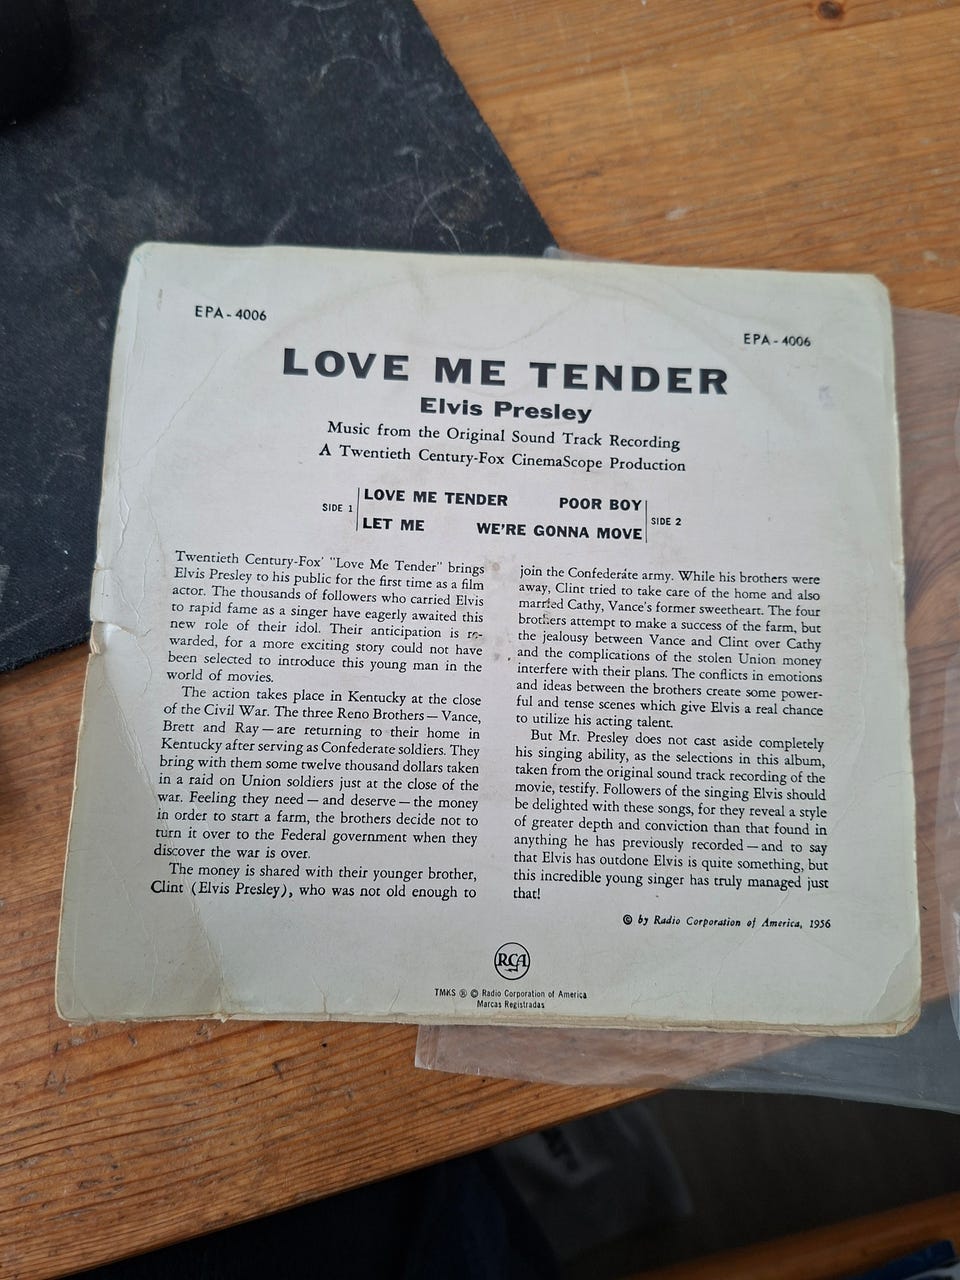 EPA-4006
EPA-4006
LOVE ME TENDER
Elvis Presley
Music from the Original Sound Track Recording
A Twentieth Century-Fox CinemaScope Production
SIDE 1
LOVE ME TENDER
LET ME
POOR BOY
WE'RE GONNA MOVE
SIDE 2
Twentieth Century-Fox' "Love Me Tender" brings
Elvis Presley to his public for the first time as a film
actor. The thousands of followers who carried Elvis
to rapid fame as a singer have eagerly awaited this
new role of their idol. Their anticipation is re-
warded, for a more exciting story could not have
been selected to introduce this young man in the
world of movies.
The action takes place in Kentucky at the close
of the Civil War. The three Reno Brothers — Vance,
Brett and Ray — are returning to their home in
Kentucky after serving as Confederate soldiers. They
bring with them some twelve thousand dollars taken
in a raid on Union soldiers just at the close of the
war. Feeling they need — and deserve — the money
in order to start a farm, the brothers decide not to
turn it over to the Federal government when they
discover the war is over.
The money is shared with their younger brother,
Clint (Elvis Presley), who was not old enough to
join the Confederate army. While his brothers were
away, Clint tried to take care of the home and also
married Cathy, Vance's former sweetheart. The four
brothers attempt to make a success of the farm, but
the jealousy between Vance and Clint over Cathy
and the complications of the stolen Union money
interfere with their plans. The conflicts in emotions
and ideas between the brothers create some power-
ful and tense scenes which give Elvis a real chance
to utilize his acting talent.
But Mr. Presley does not cast aside completely
his singing ability, as the selections in this album,
taken from the original sound track recording of the
movie, testify. Followers of the singing Elvis should
be delighted with these songs, for they reveal a style
of greater depth and conviction than that found in
anything he has previously recorded — and to say
that Elvis has outdone Elvis is quite something, but
this incredible young singer has truly managed just
that!
© by Radio Corporation of America, 1956
RCA
TMKS ® © Radio Corporation of America
Marcas Registradas